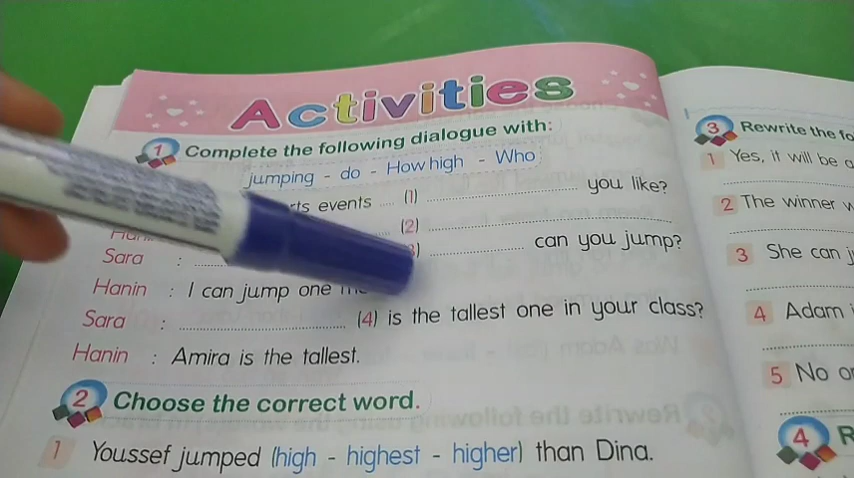 Activities
1 Complete the following dialogue with:
jumping - do - How high - Who
events .... (1) .................... you like?
.... (2) ....................
Sara : .................... can you jump?
Hanin : I can jump one
Sara : .................... (4) is the tallest one in your class?
Hanin : Amira is the tallest.
2 Choose the correct word.
1 Youssef jumped (high - highest - higher) than Dina.
3 Rewrite the
1 Yes, it will be
2 The winner
3 She can
4 Adam
5 No
4